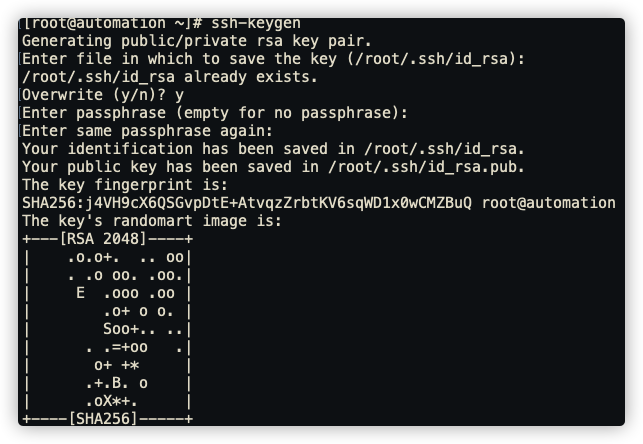 [root@automation ~]# ssh-keygen
Generating public/private rsa key pair.
Enter file in which to save the key (/root/.ssh/id_rsa):
/root/.ssh/id_rsa already exists.
Overwrite (y/n)? y
Enter passphrase (empty for no passphrase):
Enter same passphrase again:
Your identification has been saved in /root/.ssh/id_rsa.
Your public key has been saved in /root/.ssh/id_rsa.pub.
The key fingerprint is:
SHA256:j4VH9cX6QSGvpDtE+AtvqzZrbtKV6sqWD1x0wCMZBuQ root@automation
The key's randomart image is:
+---[RSA 2048]----+
|    .o.o+.  .. oo|
|    . .o oo. .oo.|
|     E  .ooo .oo |
|        .o+ o o. |
|        Soo+.. ..|
|      . .=+oo   .|
|       o+ +*     |
|      .+.B. o    |
|      .oX*+.     |
+----[SHA256]-----+